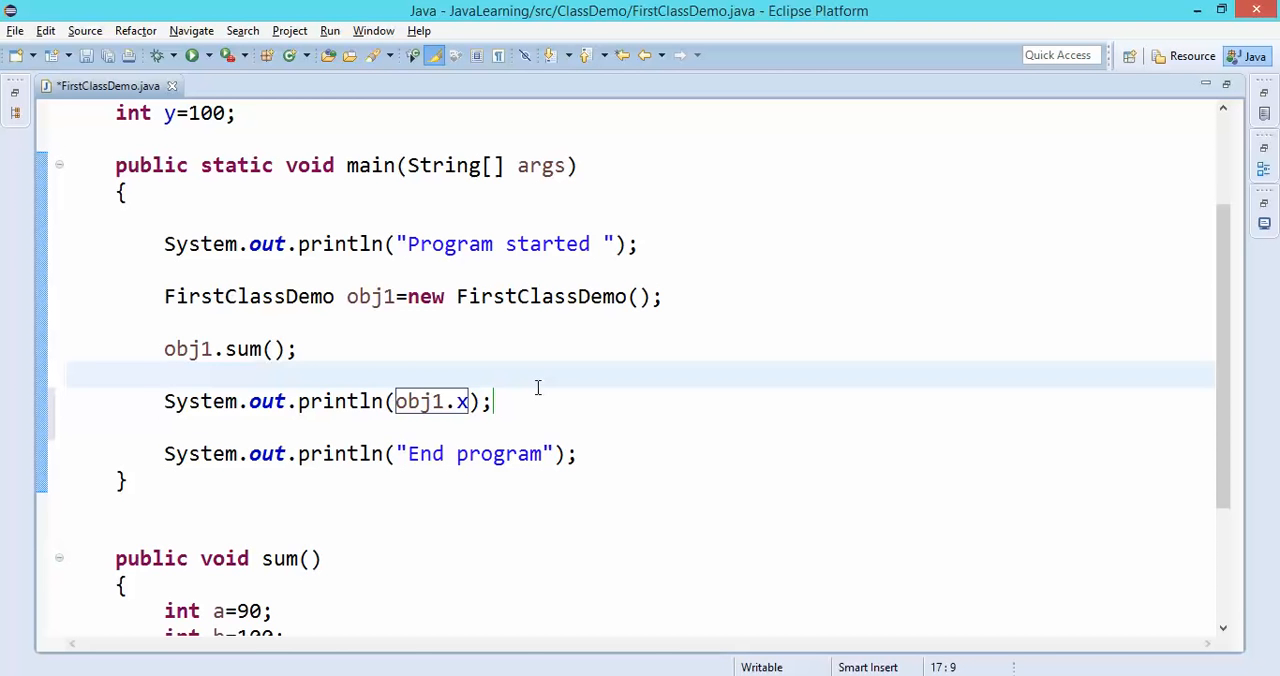 Java - JavaLearning/src/ClassDemo/FirstClassDemo.java - Eclipse Platform
File Edit Source Refactor Navigate Search Project Run Window Help
Quick Access Resource Java
*FirstClassDemo.java
int y=100;
public static void main(String[] args)
{
System.out.println("Program started ");
FirstClassDemo obj1=new FirstClassDemo();
obj1.sum();
System.out.println(obj1.x);
System.out.println("End program");
}
public void sum()
{
int a=90;
int b=100;
Writable Smart Insert 17:9